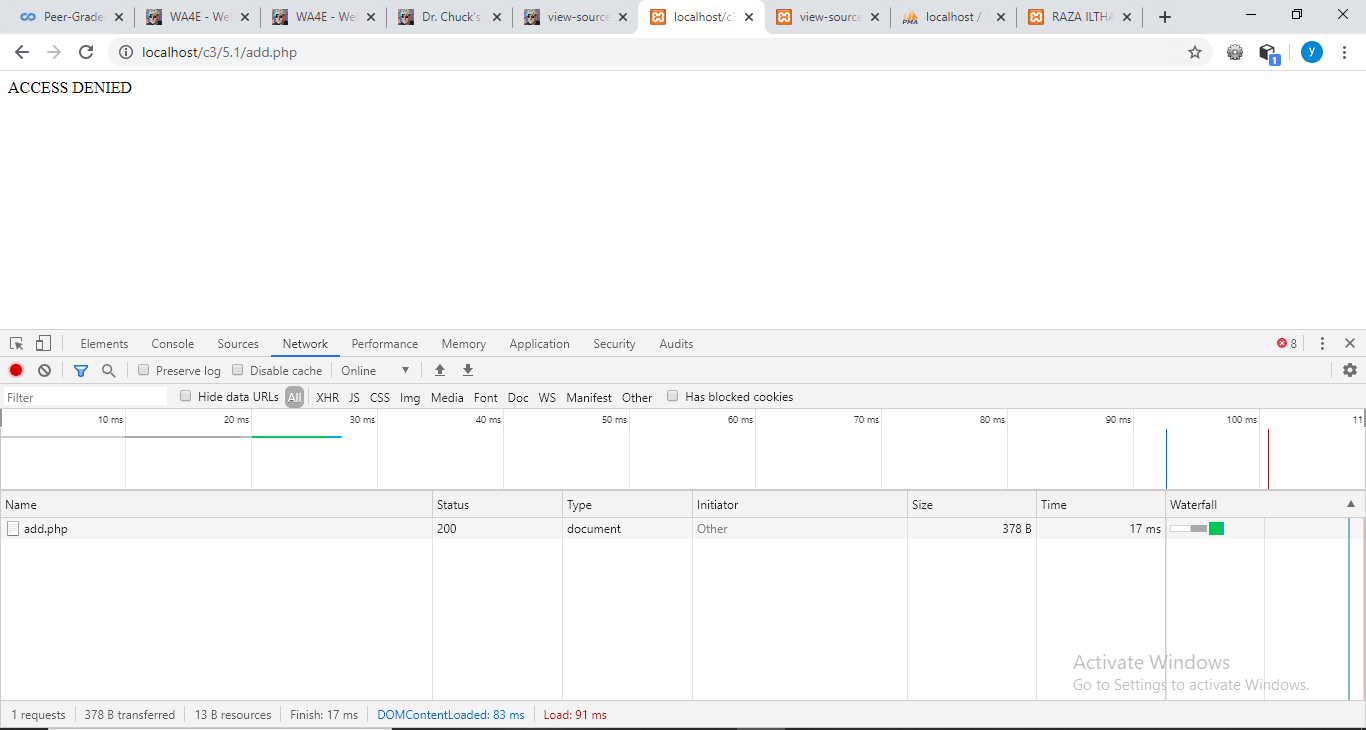 Peer-Grade
WA4E - We
WA4E - We
Dr. Chuck's
view-source
localhost/c3
view-source
localhost /
RAZA ILTHA
localhost/c3/5.1/add.php
1
y
ACCESS DENIED
Elements Console Sources Network Performance Memory Application Security Audits 8
Preserve log Disable cache Online
Filter Hide data URLs All XHR JS CSS Img Media Font Doc WS Manifest Other Has blocked cookies
10 ms 20 ms 30 ms 40 ms 50 ms 60 ms 70 ms 80 ms 90 ms 100 ms 11
Name Status Type Initiator Size Time Waterfall
add.php 200 document Other 378 B 17 ms
Activate Windows
Go to Settings to activate Windows.
1 requests 378 B transferred 13 B resources Finish: 17 ms DOMContentLoaded: 83 ms Load: 91 ms